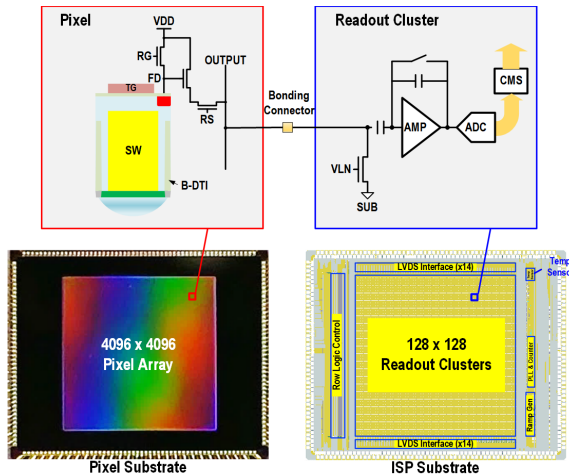 Pixel
VDD
RG
FD
TG
OUTPUT
RS
SW
B-DTI
Bonding
Connector
Readout Cluster
AMP
ADC
CMS
VLN
SUB
4096 x 4096
Pixel Array
Pixel Substrate
LVDS Interface (x14)
Temp
Sensor
Row Logic Control
128 x 128
Readout Clusters
PLL & Counter
Ramp Gen
LVDS Interface (x14)
ISP Substrate